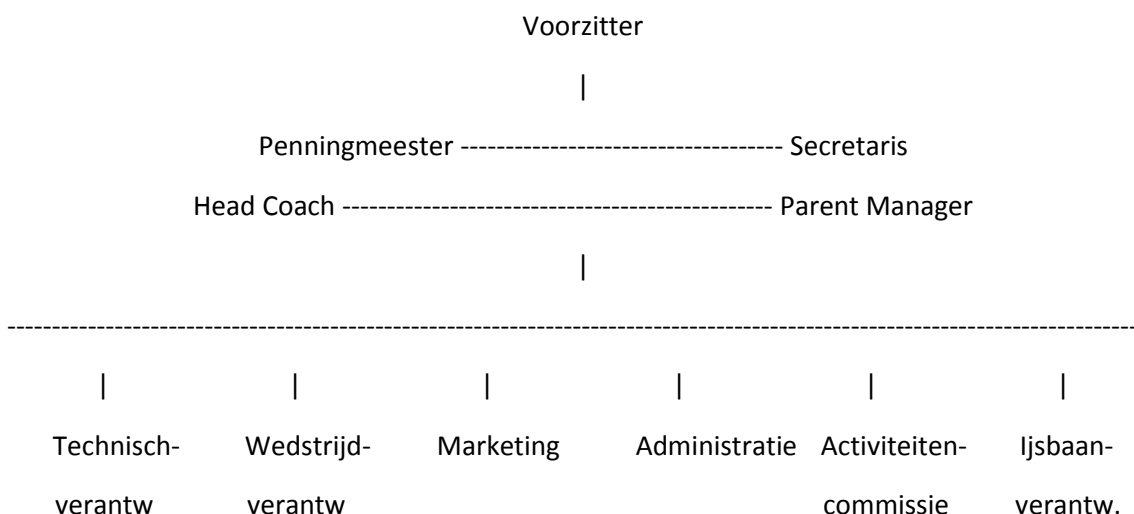 Voorzitter
|
Penningmeester ------------------------------------ Secretaris
Head Coach ------------------------------------------------ Parent Manager
|
------------------------------------------------------------------------------------------------------------------------------
| | | | | |
Technisch- Wedstrijd- Marketing Administratie Activiteiten- Ijsbaan-
verantw verantw commissie verantw.